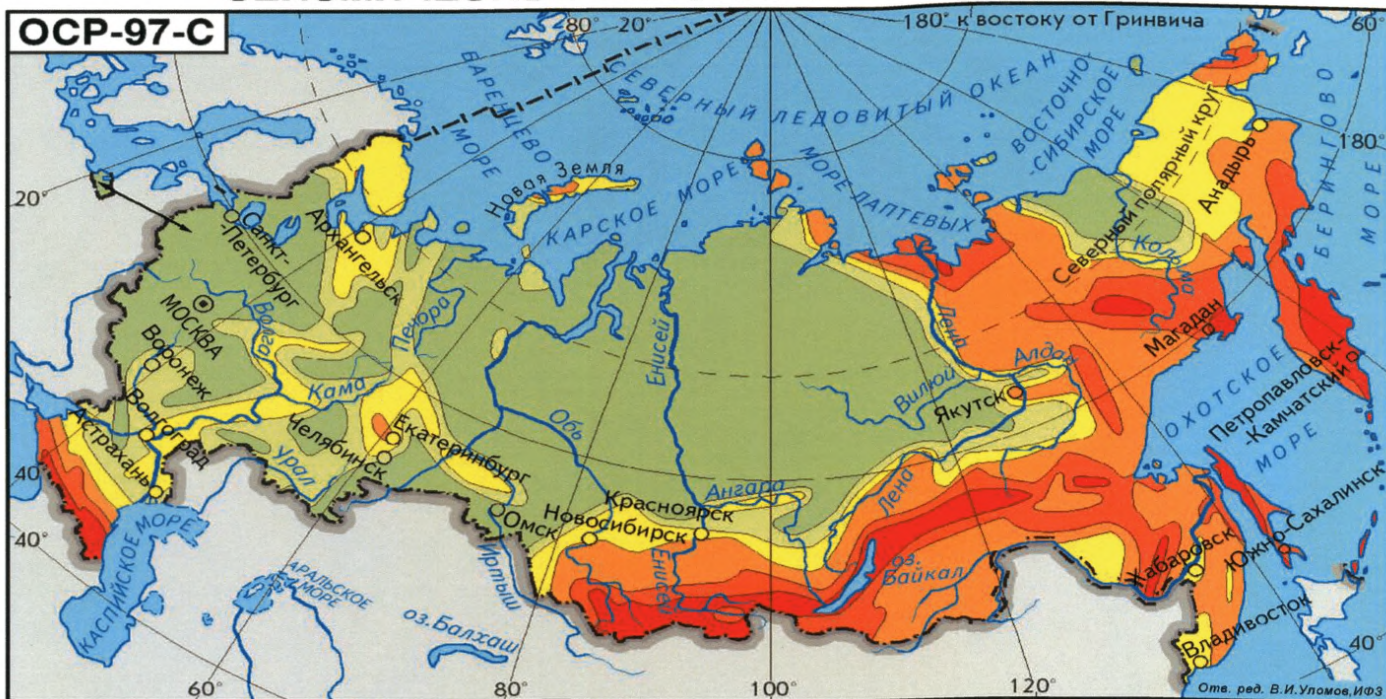 ОСР-97-С
80°
20°
180° к востоку от Гринвича
60°
40°
БАРЕНЦЕВО
МОРЕ
СЕВЕРНЫЙ ЛЕДОВИТЫЙ ОКЕАН
ВОСТОЧНО-
-СИБИРСКОЕ
МОРЕ
БЕРИНГОВО
МОРЕ
180°
20°
Новая Земля
КАРСКОЕ МОРЕ
МОРЕ ЛАПТЕВЫХ
Северный полярный круг
Анадырь
Санкт-
-Петербург
Архангельск
Печора
Колыма
МОСКВА
Волга
Воронеж
Кама
Енисей
Лена
Алдан
Магадан
Вилюй
Якутск
ОХОТСКОЕ
МОРЕ
Петропавловск-
-Камчатский
Волгоград
Астрахань
Челябинск
Екатеринбург
Урал
Обь
Ангара
Лена
Красноярск
Новосибирск
Омск
Иртыш
Енисей
оз.
Байкал
Хабаровск
Южно-Сахалинск
Владивосток
40°
40°
КАСПИЙСКОЕ МОРЕ
АРАЛЬСКОЕ
МОРЕ
оз.Балхаш
60°
80°
100°
120°
40°
Отв. ред. В.И.Уломов,ИФЗ